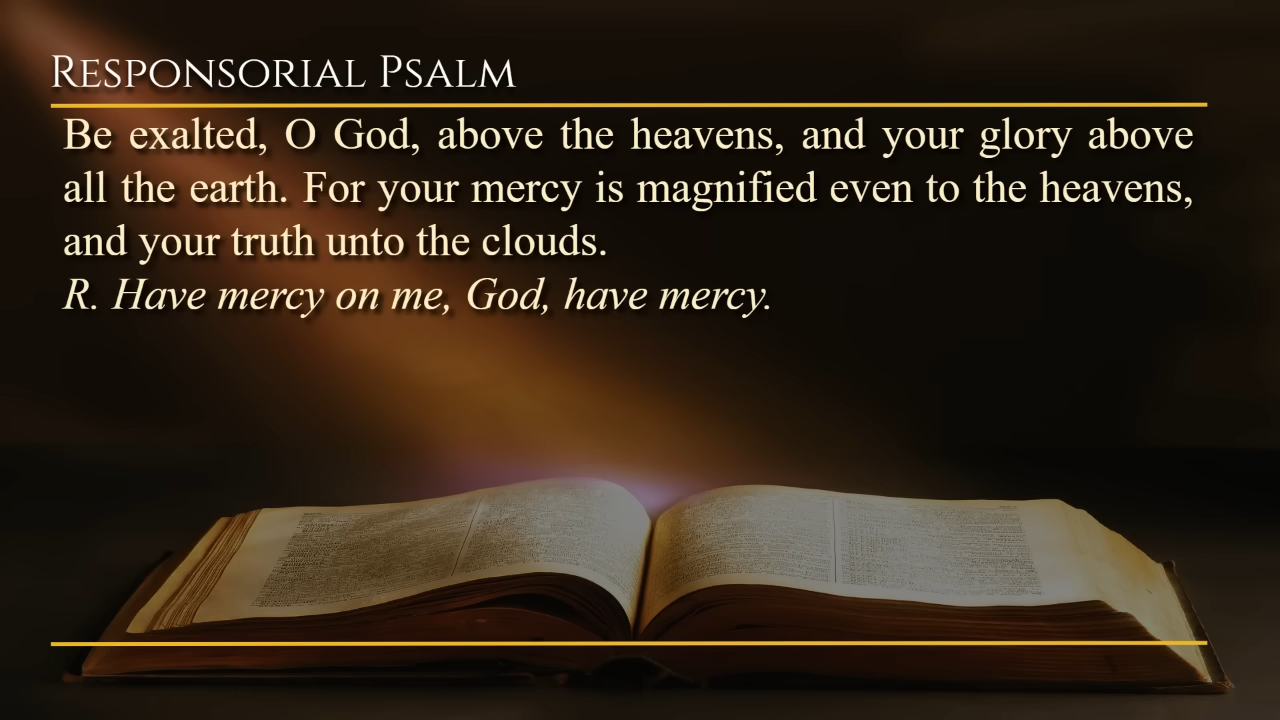 Responsorial Psalm
Be exalted, O God, above the heavens, and your glory above
all the earth. For your mercy is magnified even to the heavens,
and your truth unto the clouds.
R. Have mercy on me, God, have mercy.